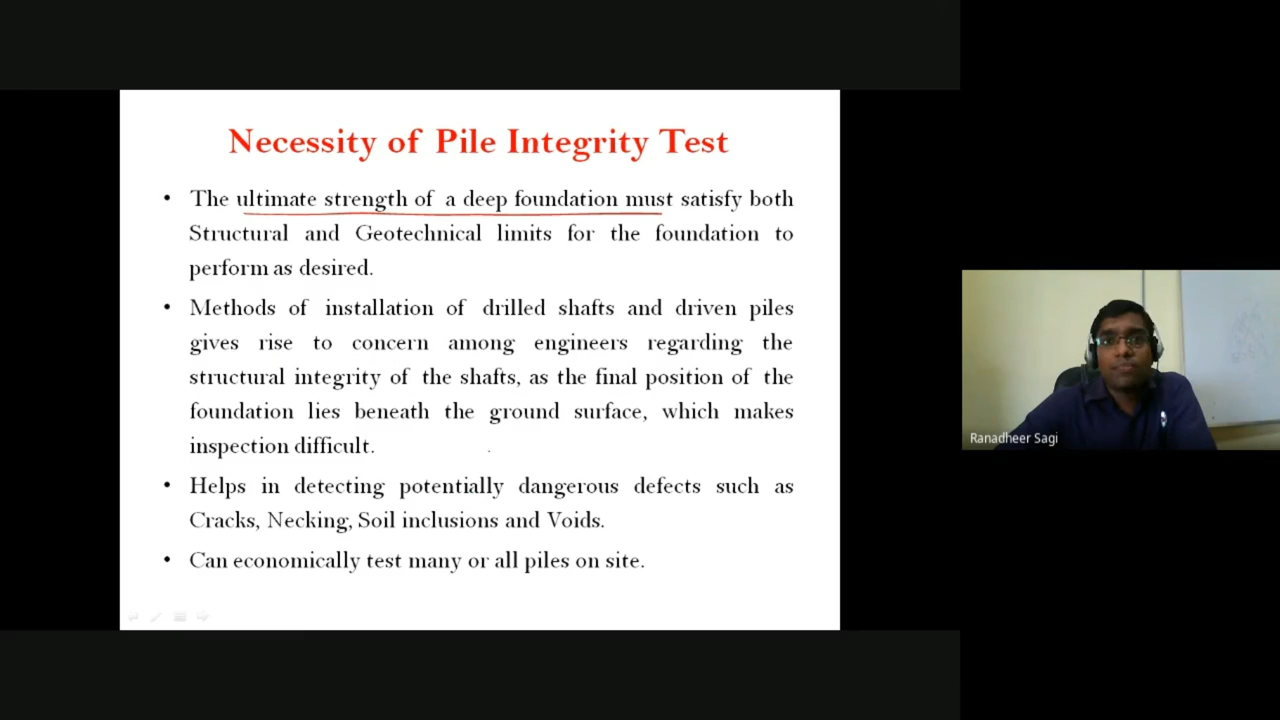 Necessity of Pile Integrity Test
• The ultimate strength of a deep foundation must satisfy both
Structural and Geotechnical limits for the foundation to
perform as desired.
• Methods of installation of drilled shafts and driven piles
gives rise to concern among engineers regarding the
structural integrity of the shafts, as the final position of the
foundation lies beneath the ground surface, which makes
inspection difficult.
• Helps in detecting potentially dangerous defects such as
Cracks, Necking, Soil inclusions and Voids.
• Can economically test many or all piles on site.
Ranadheer Sagi